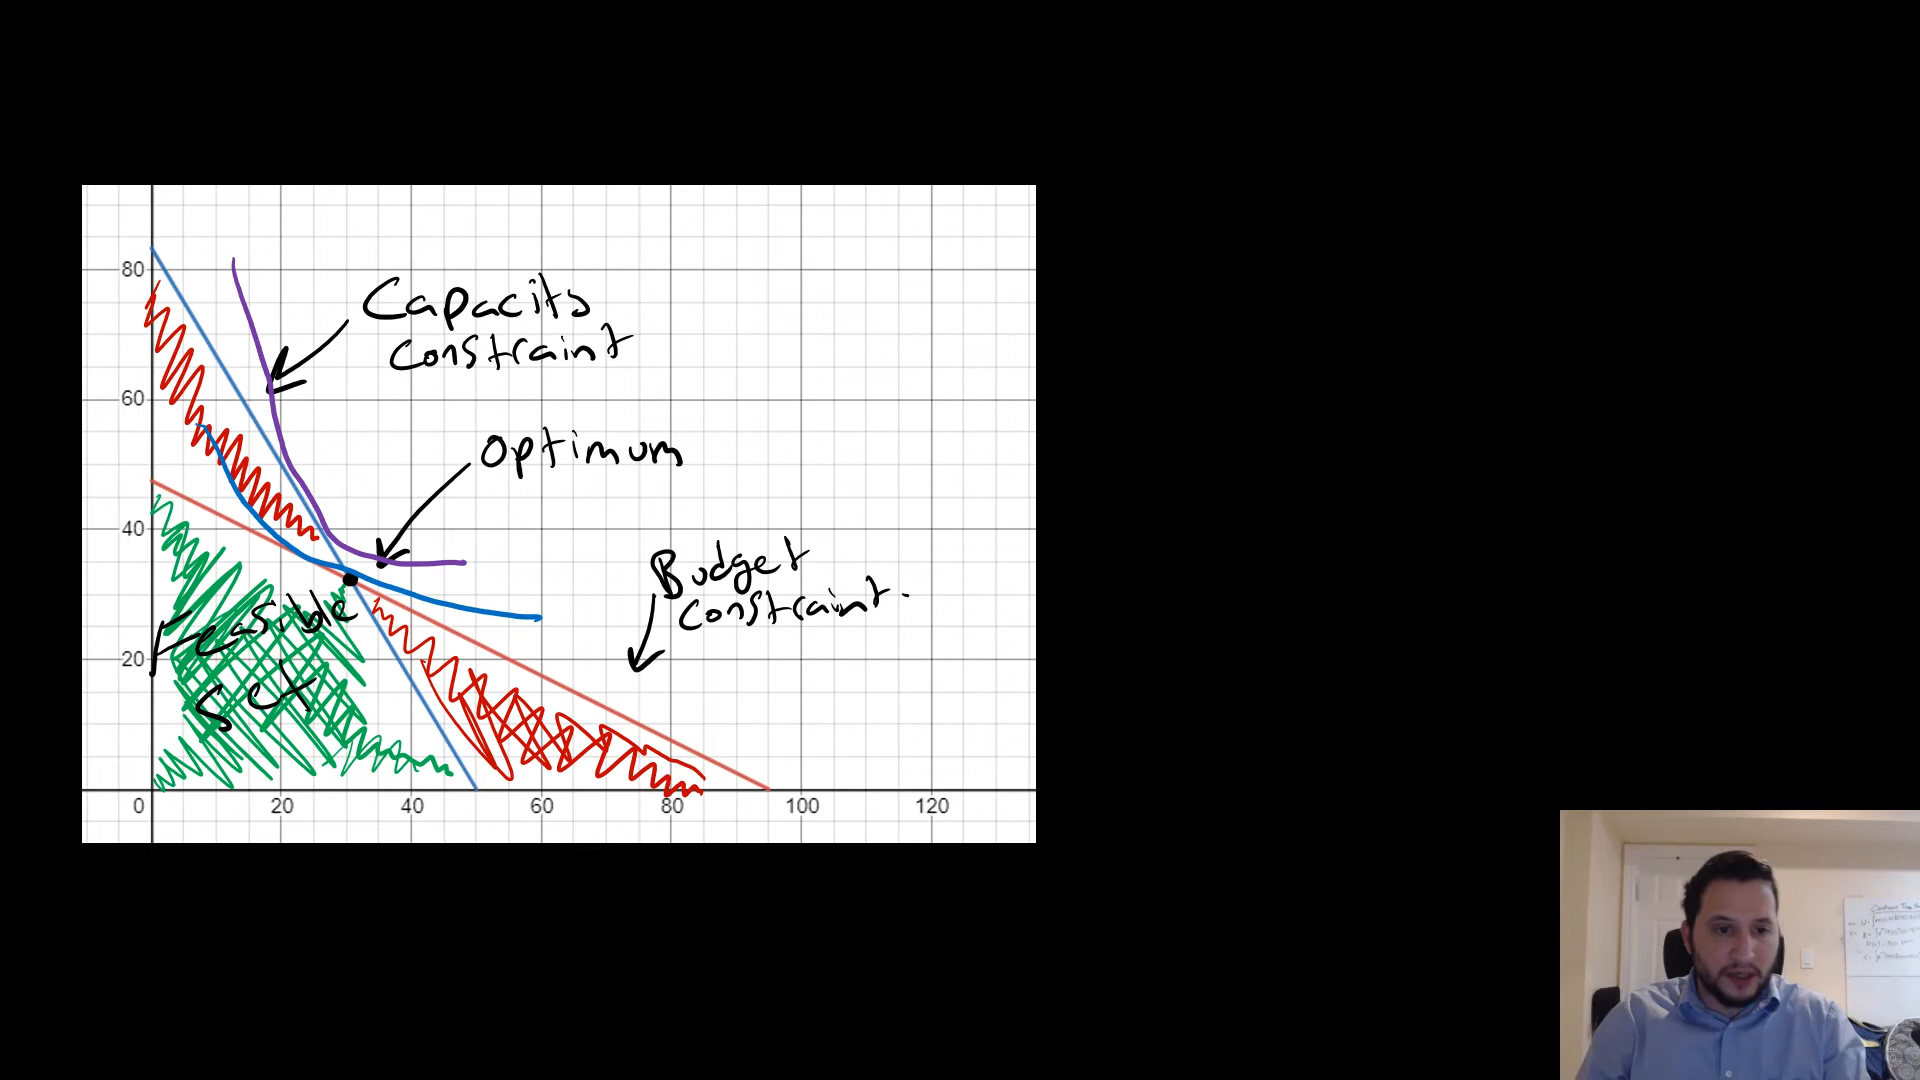 80
60
40
20
0 20 40 60 80 100 120
Capacity
constraint
optimum
Budget
constraint.
Feasible
Set